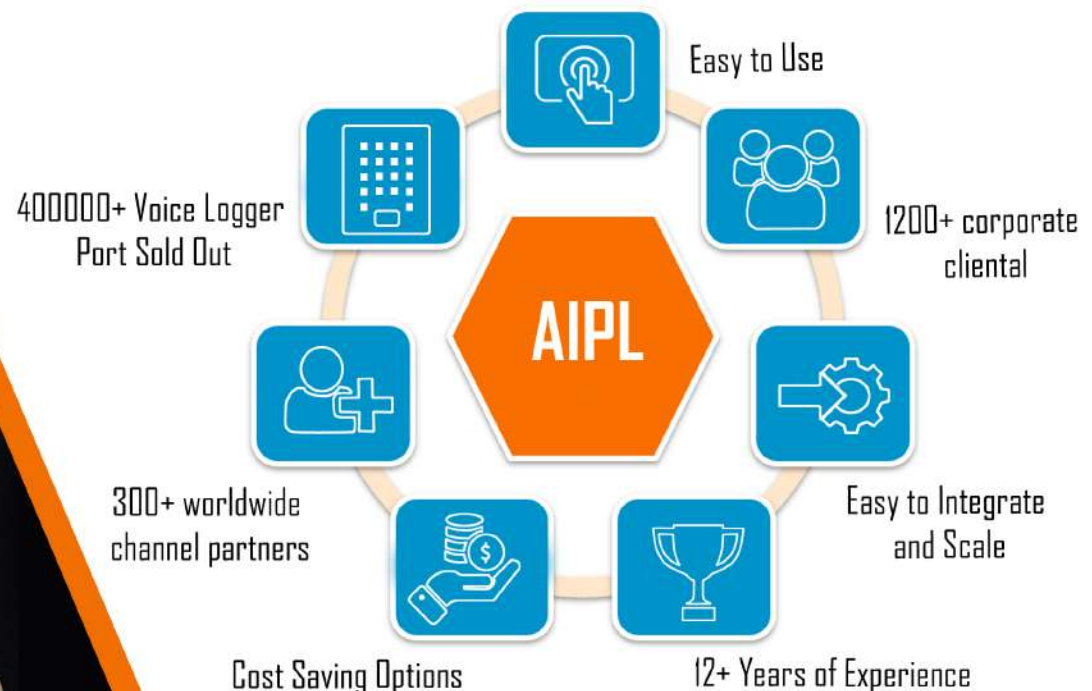 Easy to Use
400000+ Voice Logger
Port Sold Out
1200+ corporate
cliental
AIPL
300+ worldwide
channel partners
Easy to Integrate
and Scale
$
Cost Saving Options
12+ Years of Experience